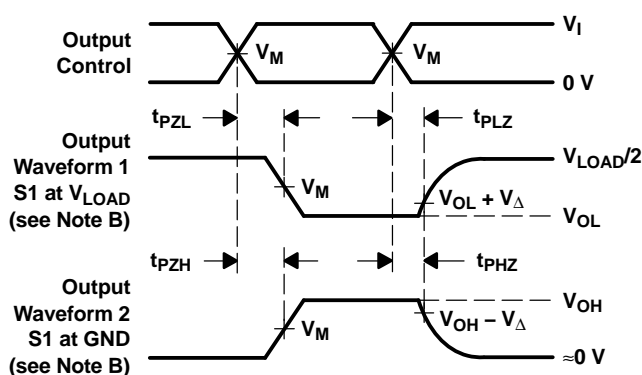 Output
Control
V_I
V_M
V_M
0 V
t_PZL
t_PLZ
Output
Waveform 1
S1 at V_LOAD
(see Note B)
V_LOAD/2
V_M
V_OL + V_Δ
V_OL
t_PZH
t_PHZ
Output
Waveform 2
S1 at GND
(see Note B)
V_OH
V_M
V_OH – V_Δ
≈0 V